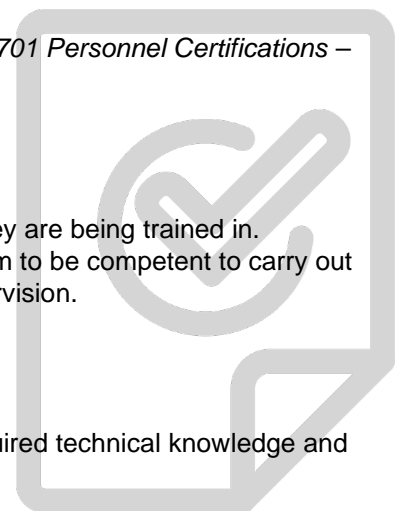 701 Personnel Certifications –
ey are being trained in.
m to be competent to carry out
rvision.
uired technical knowledge and